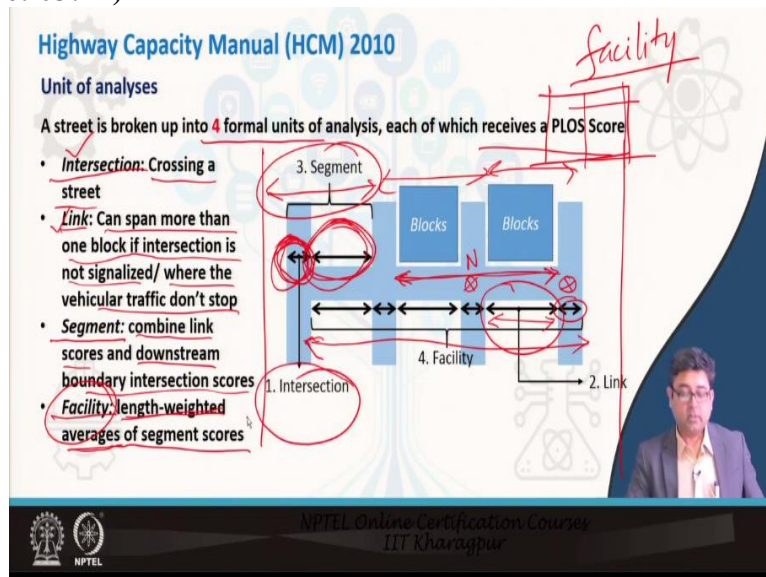 Highway Capacity Manual (HCM) 2010
facility
Unit of analyses
A street is broken up into 4 formal units of analysis, each of which receives a PLOS Score
• Intersection: Crossing a
street
• Link: Can span more than
one block if intersection is
not signalized/ where the
vehicular traffic don't stop
• Segment: combine link
scores and downstream
boundary intersection scores
• Facility: length-weighted
averages of segment scores
3. Segment
Blocks
Blocks
N
4. Facility
1. Intersection
2. Link
NPTEL Online Certification Courses
IIT Kharagpur
NPTEL